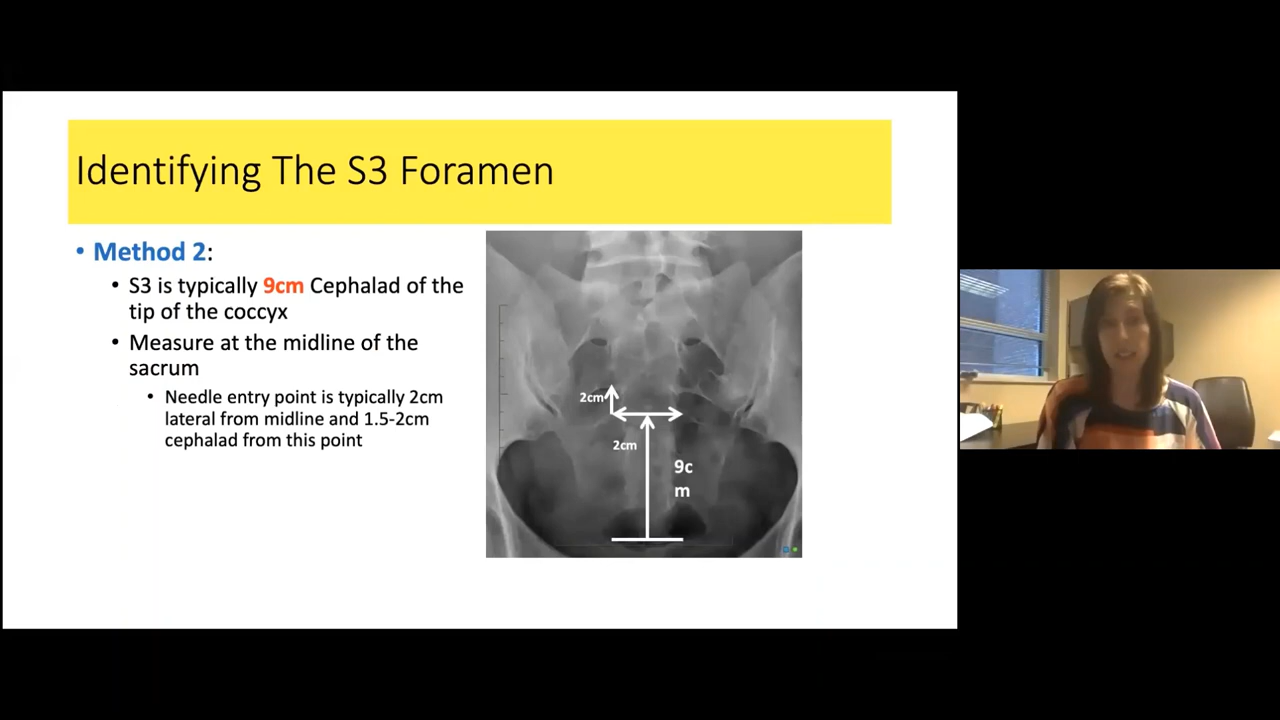 Identifying The S3 Foramen
• Method 2:
• S3 is typically 9cm Cephalad of the
tip of the coccyx
• Measure at the midline of the
sacrum
• Needle entry point is typically 2cm
lateral from midline and 1.5-2cm
cephalad from this point
2cm
2cm
9c
m